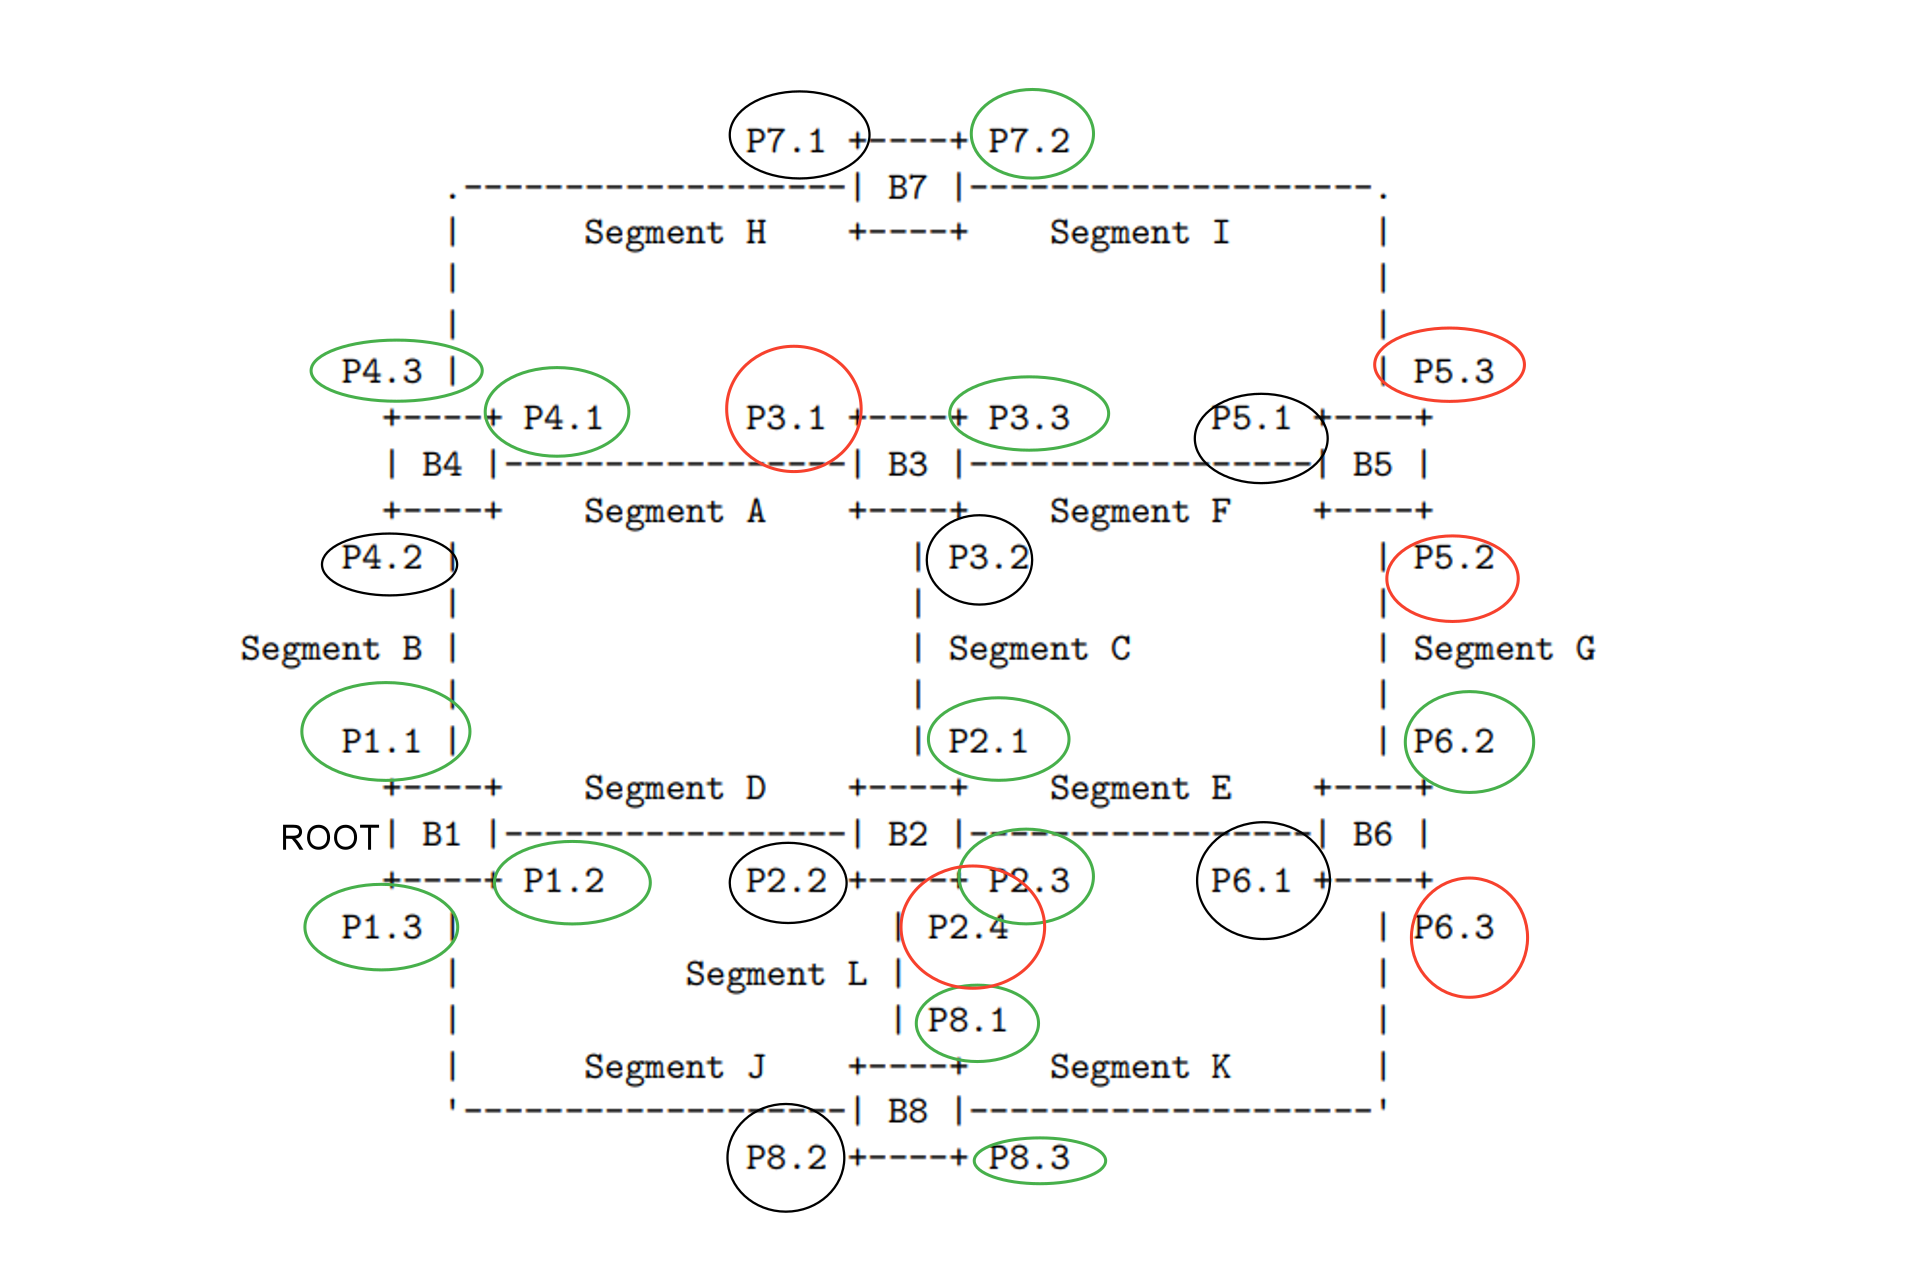 P7.1 +----+ P7.2
.-------------------| B7 |--------------------.
| Segment H +----+ Segment I |
| |
| |
P4.3 | | P5.3
+----+ P4.1 P3.1 +----+ P3.3 P5.1 +----+
| B4 |-----------------| B3 |-----------------| B5 |
+----+ Segment A +----+ Segment F +----+
P4.2 | | P3.2 | P5.2
| | |
Segment B | | Segment C | Segment G
| | |
P1.1 | | P2.1 | P6.2
+----+ Segment D +----+ Segment E +----+
ROOT | B1 |-----------------| B2 |-----------------| B6 |
+----+ P1.2 P2.2 +----+ P2.3 P6.1 +----+
P1.3 | | P2.4 | P6.3
| Segment L | |
| | P8.1 |
| Segment J +----+ Segment K |
'-------------------| B8 |--------------------'
P8.2 +----+ P8.3